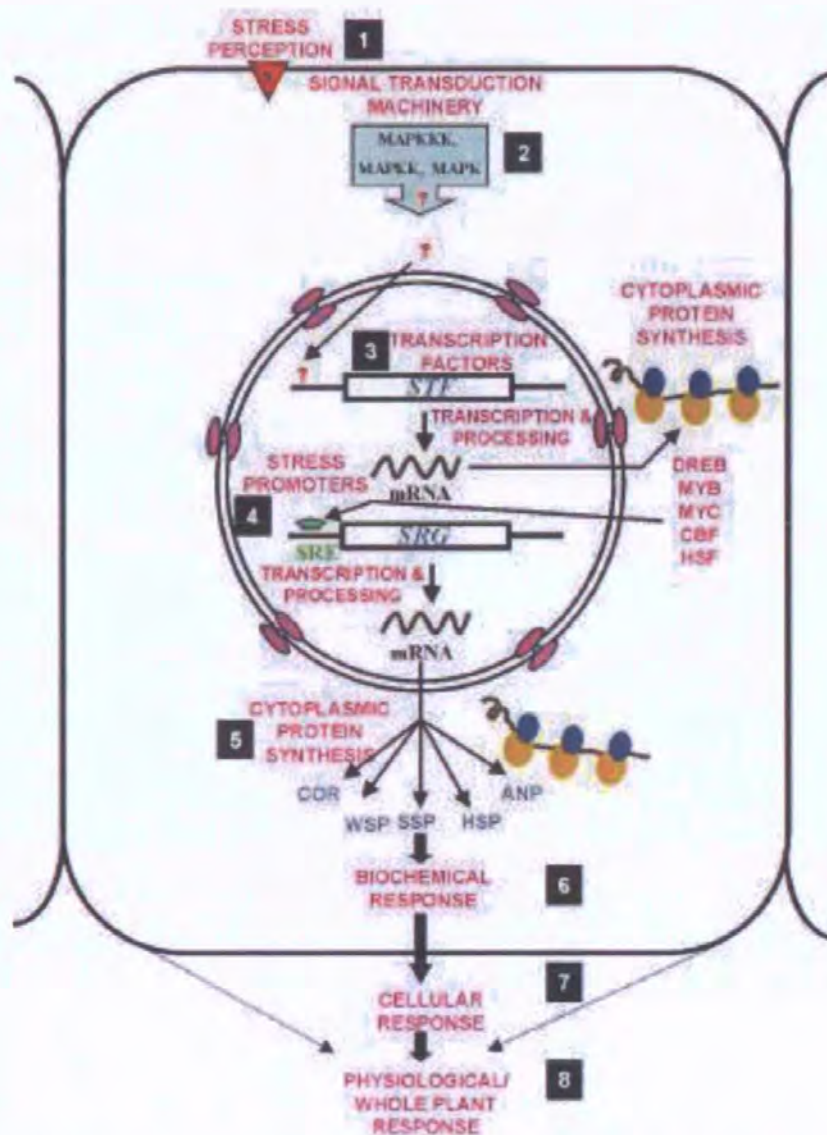 STRESS
PERCEPTION
1
?
SIGNAL TRANSDUCTION
MACHINERY
MAPKKK,
MAPKK, MAPK
2
?
?
CYTOPLASMIC
PROTEIN
SYNTHESIS
3
TRANSCRIPTION
FACTORS
?
STF
TRANSCRIPTION &
PROCESSING
STRESS
PROMOTERS
mRNA
DREB
MYB
MYC
CBF
HSF
4
SRE
SRG
TRANSCRIPTION &
PROCESSING
mRNA
5
CYTOPLASMIC
PROTEIN
SYNTHESIS
COR
WSP
SSP
HSP
ANP
BIOCHEMICAL
RESPONSE
6
7
CELLULAR
RESPONSE
PHYSIOLOGICAL/
WHOLE PLANT
RESPONSE
8